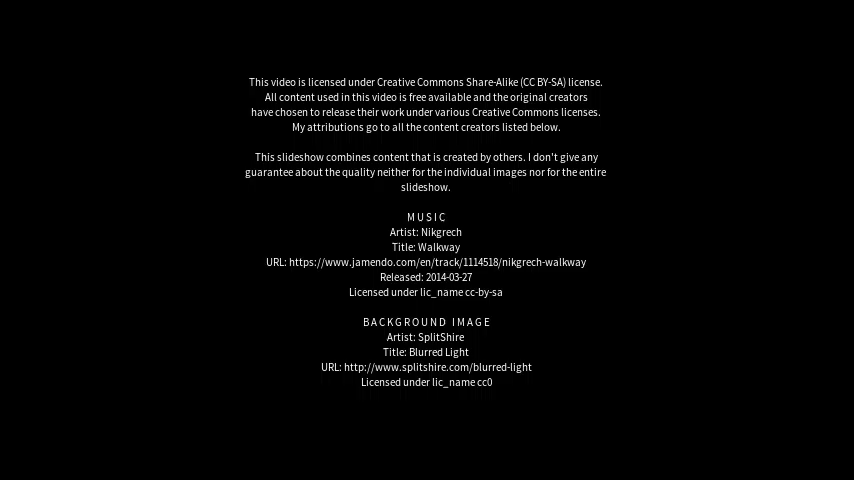 This video is licensed under Creative Commons Share-Alike (CC BY-SA) license.
All content used in this video is free available and the original creators
have chosen to release their work under various Creative Commons licenses.
My attributions go to all the content creators listed below.
This slideshow combines content that is created by others. I don't give any
guarantee about the quality neither for the individual images nor for the entire
slideshow.
MUSIC
Artist: Nikgrech
Title: Walkway
URL: https://www.jamendo.com/en/track/1114518/nikgrech-walkway
Released: 2014-03-27
Licensed under lic_name cc-by-sa
BACKGROUND IMAGE
Artist: SplitShire
Title: Blurred Light
URL: http://www.splitshire.com/blurred-light
Licensed under lic_name cc0